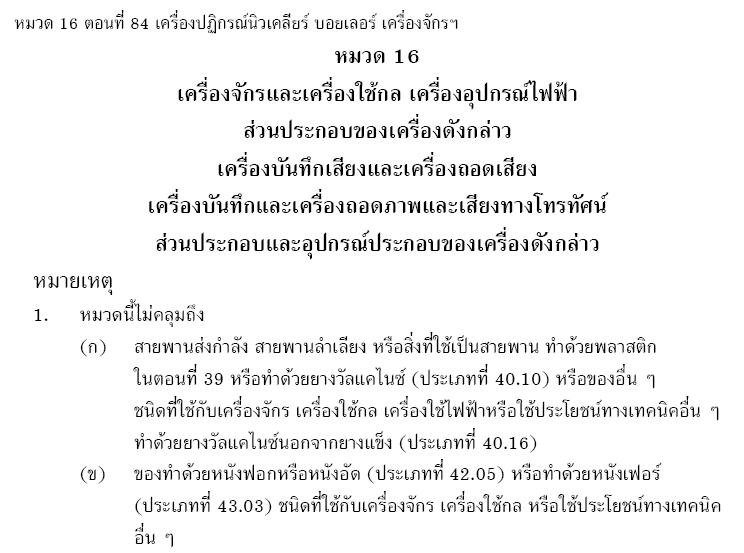 หมวด 16 ตอนที่ 84 เครื่องปฏิกรณ์นิวเคลียร์ บอยเลอร์ เครื่องจักรฯ
หมวด 16
เครื่องจักรและเครื่องใช้กล เครื่องอุปกรณ์ไฟฟ้า
ส่วนประกอบของเครื่องดังกล่าว
เครื่องบันทึกเสียงและเครื่องถอดเสียง
เครื่องบันทึกและเครื่องถอดภาพและเสียงทางโทรทัศน์
ส่วนประกอบและอุปกรณ์ประกอบของเครื่องดังกล่าว
หมายเหตุ
1. หมวดนี้ไม่คลุมถึง
(ก) สายพานส่งกำลัง สายพานลำเลียง หรือสิ่งที่ใช้เป็นสายพาน ทำด้วยพลาสติก
ในตอนที่ 39 หรือทำด้วยยางวัลแคไนซ์ (ประเภทที่ 40.10) หรือของอื่น ๆ
ชนิดที่ใช้กับเครื่องจักร เครื่องใช้กล เครื่องใช้ไฟฟ้าหรือใช้ประโยชน์ทางเทคนิคอื่น ๆ
ทำด้วยยางวัลแคไนซ์นอกจากยางแข็ง (ประเภทที่ 40.16)
(ข) ของทำด้วยหนังฟอกหรือหนังอัด (ประเภทที่ 42.05) หรือทำด้วยหนังเฟอร์
(ประเภทที่ 43.03) ชนิดที่ใช้กับเครื่องจักร เครื่องใช้กล หรือใช้ประโยชน์ทางเทคนิค
อื่น ๆ